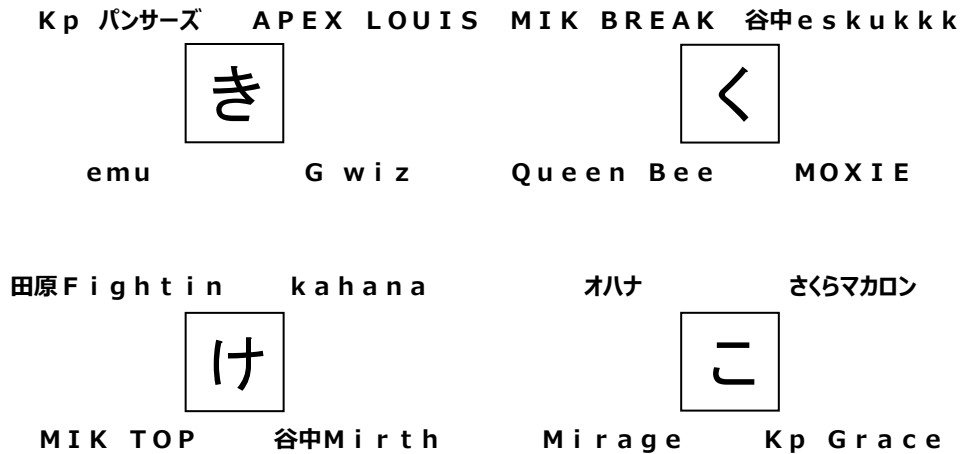 Kp パンサーズ APEX LOUIS MIK BREAK 谷中eskukkk
き く
emu G wiz Queen Bee MOXIE
田原Fightin kahana オハナ さくらマカロン
け こ
MIK TOP 谷中Mirth Mirage Kp Grace